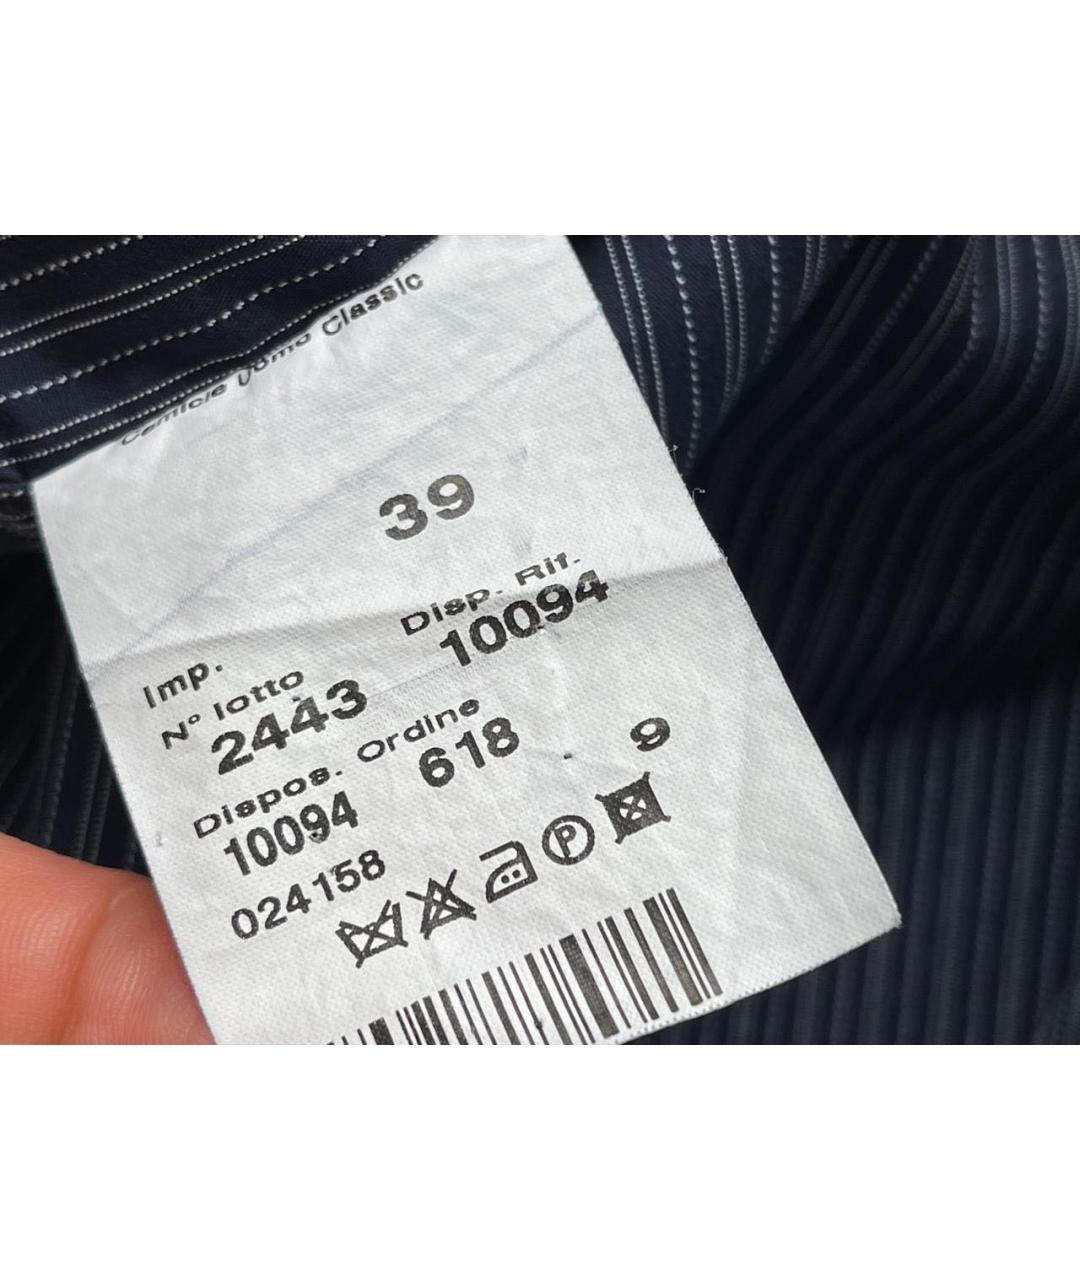 Camicie Uomo Classic
39
Imp. Disp. Rif.
N° lotto 10094
2443
Dispos. Ordine
10094 618 . 9
024158
P